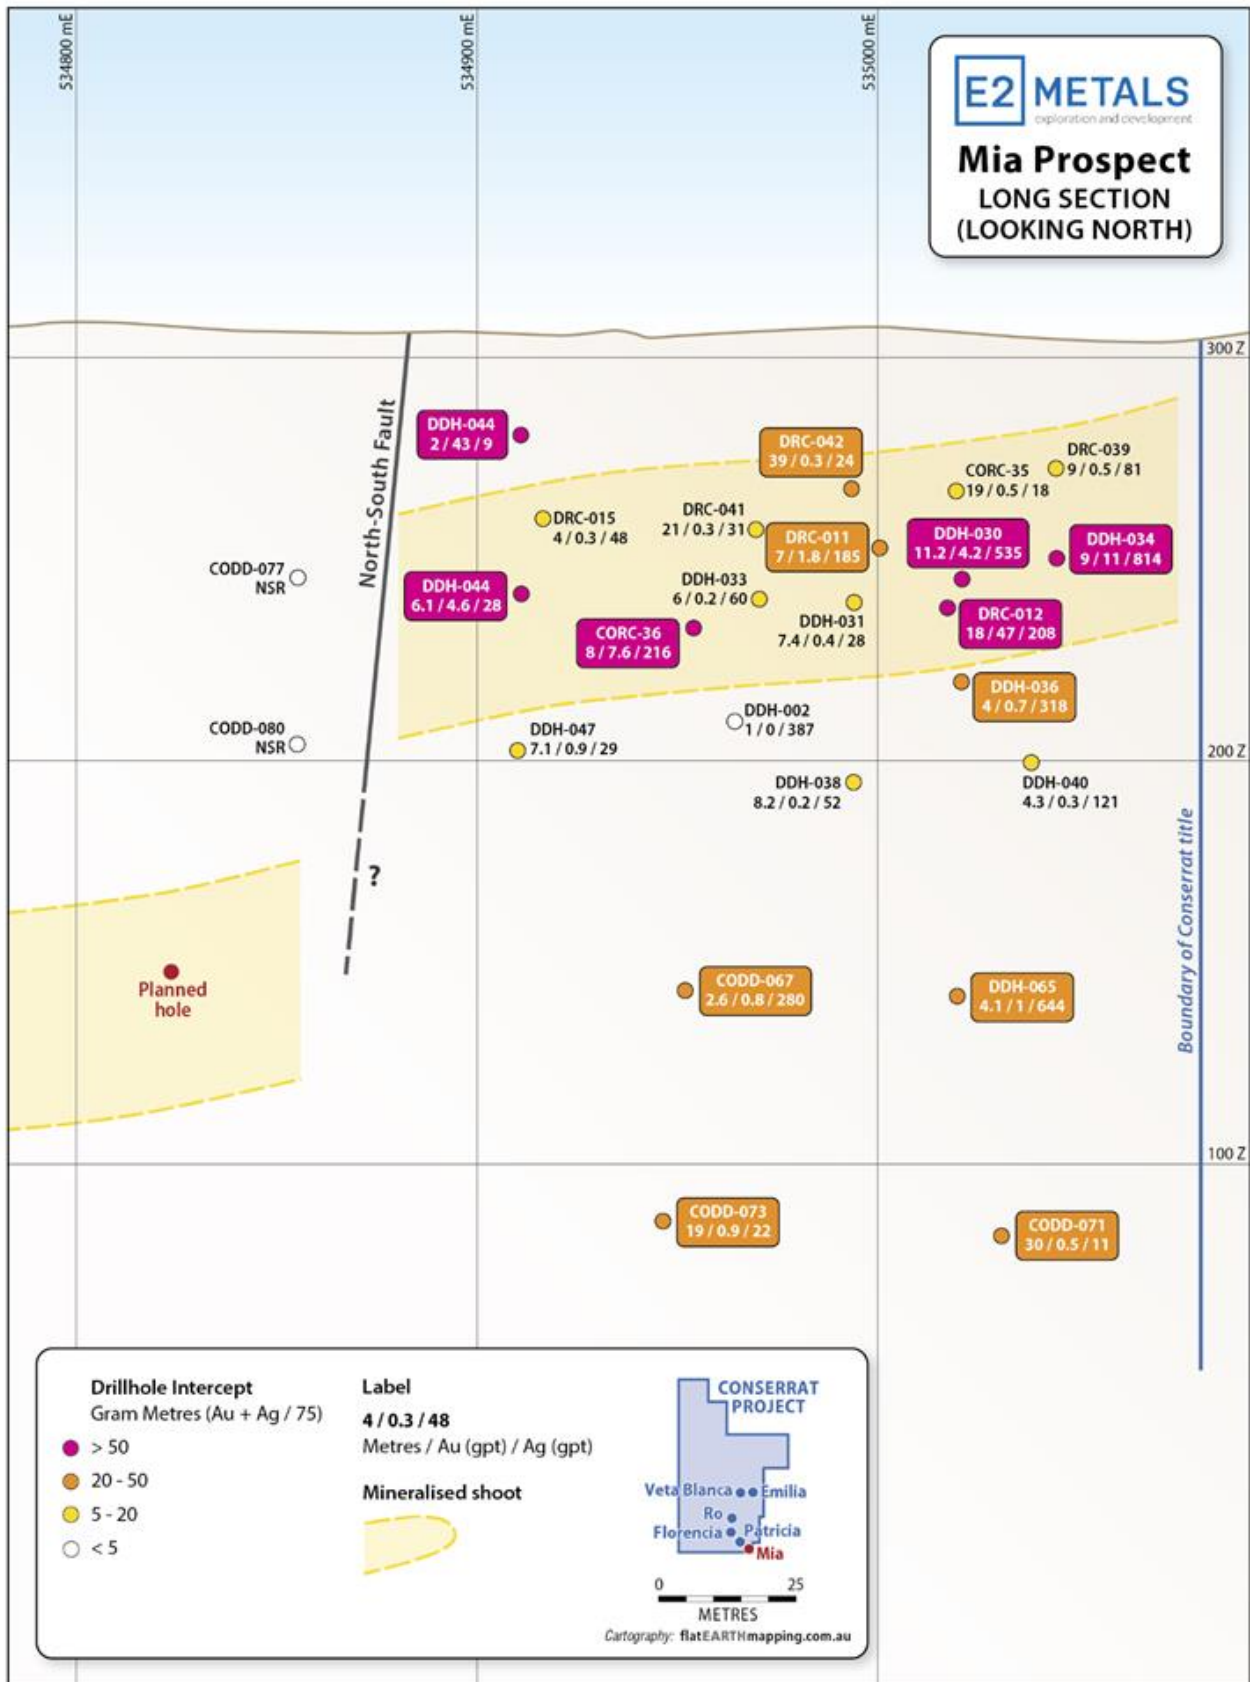 534800 mE
534900 mE
535000 mE
E2 METALS
exploration and development
Mia Prospect
LONG SECTION
(LOOKING NORTH)
300 Z
North-South Fault
DDH-044
2 / 43 / 9
DRC-042
39 / 0.3 / 24
DRC-039
9 / 0.5 / 81
CORC-35
19 / 0.5 / 18
DRC-015
4 / 0.3 / 48
DRC-041
21 / 0.3 / 31
DRC-011
7 / 1.8 / 185
DDH-030
11.2 / 4.2 / 535
DDH-034
9 / 11 / 814
CODD-077
NSR
DDH-044
6.1 / 4.6 / 28
DDH-033
6 / 0.2 / 60
DDH-031
7.4 / 0.4 / 28
DRC-012
18 / 47 / 208
CORC-36
8 / 7.6 / 216
DDH-036
4 / 0.7 / 318
CODD-080
NSR
DDH-047
7.1 / 0.9 / 29
DDH-002
1 / 0 / 387
200 Z
DDH-038
8.2 / 0.2 / 52
DDH-040
4.3 / 0.3 / 121
?
Boundary of Conserrat title
Planned
hole
CODD-067
2.6 / 0.8 / 280
DDH-065
4.1 / 1 / 644
100 Z
CODD-073
19 / 0.9 / 22
CODD-071
30 / 0.5 / 11
Drillhole Intercept
Gram Metres (Au + Ag / 75)
> 50
20 - 50
5 - 20
< 5
Label
4 / 0.3 / 48
Metres / Au (gpt) / Ag (gpt)
Mineralised shoot
CONSERRAT
PROJECT
Veta Blanca
Emilia
Ro
Florencia
Patricia
Mia
0 25
METRES
Cartography: flatEARTHmapping.com.au